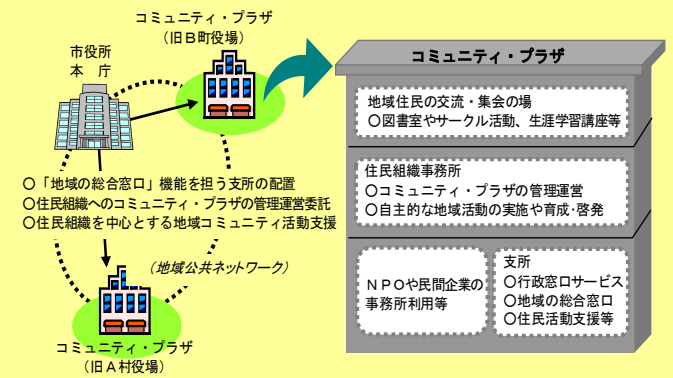 コミュニティ・プラザ
（旧Ｂ町役場）
市役所
本　庁
〇「地域の総合窓口」機能を担う支所の配置
〇住民組織へのコミュニティ・プラザの管理運営委託
〇住民組織を中心とする地域コミュニティ活動支援
（地域公共ネットワーク）
コミュニティ・プラザ
（旧Ａ村役場）
コミュニティ・プラザ
地域住民の交流・集会の場
〇図書室やサークル活動、生涯学習講座等
住民組織事務所
〇コミュニティ・プラザの管理運営
〇自主的な地域活動の実施や育成・啓発
ＮＰＯや民間企業の
事務所利用等
支所
〇行政窓口サービス
〇地域の総合窓口
〇住民活動支援等